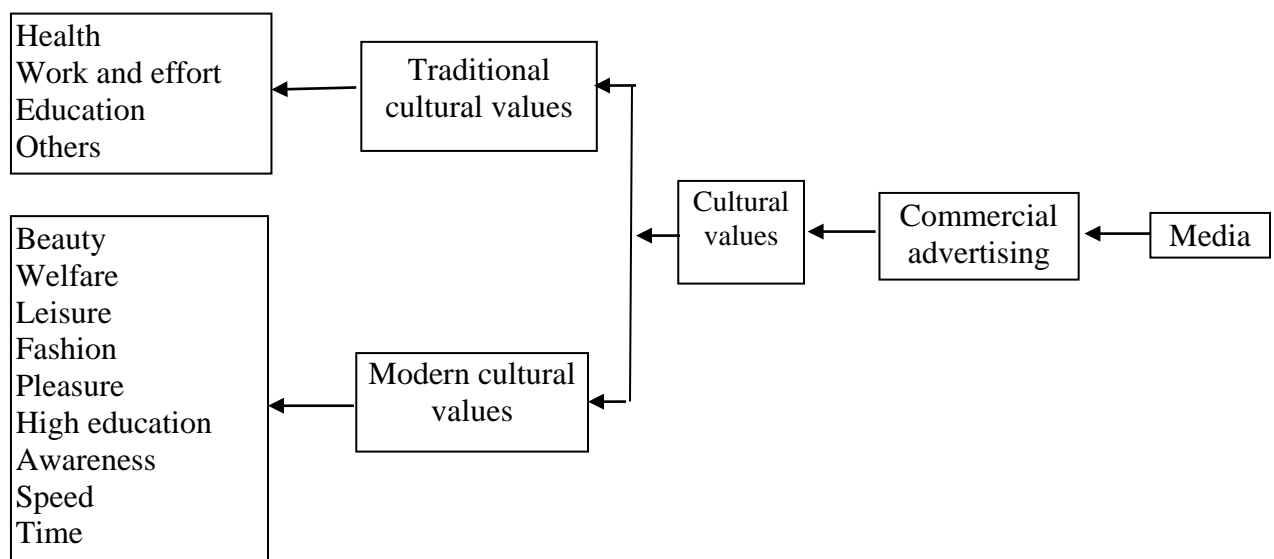 Health
Work and effort
Education
Others
Traditional
cultural values
Cultural
values
Commercial
advertising
Media
Beauty
Welfare
Leisure
Fashion
Pleasure
High education
Awareness
Speed
Time
Modern cultural
values